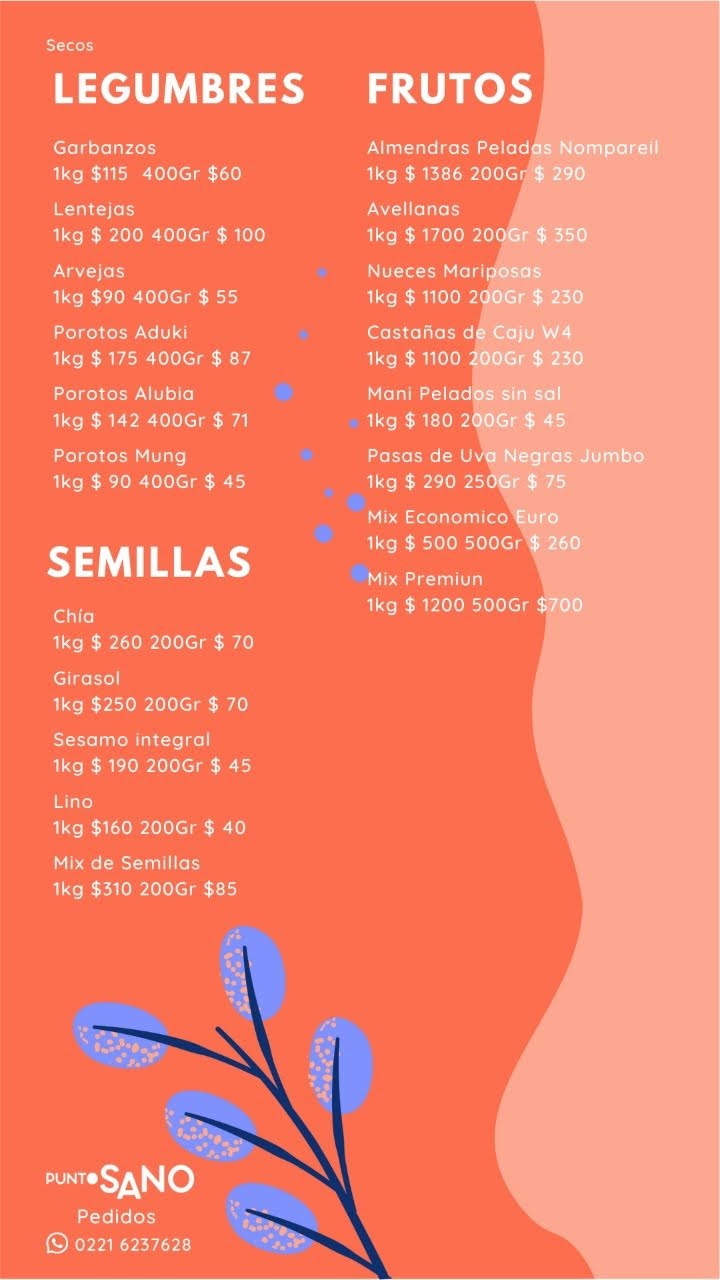 Secos
LEGUMBRES
Garbanzos
1kg $115  400Gr $60
Lentejas
1kg $ 200 400Gr $ 100
Arvejas
1kg $90 400Gr $ 55
Porotos Aduki
1kg $ 175 400Gr $ 87
Porotos Alubia
1kg $ 142 400Gr $ 71
Porotos Mung
1kg $ 90 400Gr $ 45
SEMILLAS
Chía
1kg $ 260 200Gr $ 70
Girasol
1kg $250 200Gr $ 70
Sesamo integral
1kg $ 190 200Gr $ 45
Lino
1kg $160 200Gr $ 40
Mix de Semillas
1kg $310 200Gr $85
FRUTOS
Almendras Peladas Nompareil
1kg $ 1386 200Gr $ 290
Avellanas
1kg $ 1700 200Gr $ 350
Nueces Mariposas
1kg $ 1100 200Gr $ 230
Castañas de Caju W4
1kg $ 1100 200Gr $ 230
Mani Pelados sin sal
1kg $ 180 200Gr $ 45
Pasas de Uva Negras Jumbo
1kg $ 290 250Gr $ 75
Mix Economico Euro
1kg $ 500 500Gr $ 260
Mix Premiun
1kg $ 1200 500Gr $700
PUNTO SANO
Pedidos
0221 6237628